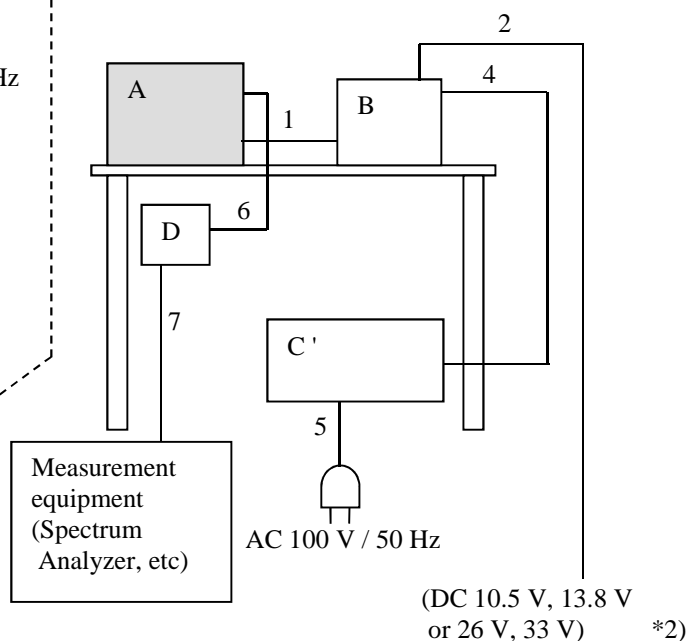 2
Hz
4
A
B
1
6
D
7
C '
5
Measurement
equipment
(Spectrum
Analyzer, etc)
AC 100 V / 50 Hz
(DC 10.5 V, 13.8 V
or 26 V, 33 V) *2)